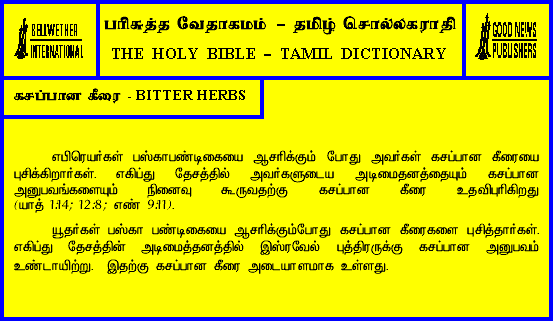 BELLWETHER
INTERNATIONAL
பரிசுத்த வேதாகமம் – தமிழ் சொல்லகராதி
THE HOLY BIBLE – TAMIL DICTIONARY
GOOD NEWS
PUBLISHERS
கசப்பான கீரை - BITTER HERBS
எபிரெயர்கள் பஸ்காபண்டிகையை ஆசரிக்கும் போது அவர்கள் கசப்பான கீரையை
புசிக்கிறார்கள். எகிப்து தேசத்தில் அவர்களுடைய அடிமைதனத்தையும் கசப்பான
அனுபவங்களையும் நினைவு கூருவதற்கு கசப்பான கீரை உதவிபுரிகிறது
(யாத் 1:14; 12:8; எண் 9:11).
யூதர்கள் பஸ்கா பண்டிகையை ஆசரிக்கும்போது கசப்பான கீரைகளை புசித்தார்கள்.
எகிப்து தேசத்தின் அடிமைத்தனத்தில் இஸ்ரவேல் புத்திரருக்கு கசப்பான அனுபவம்
உண்டாயிற்று. இதற்கு கசப்பான கீரை அடையாளமாக உள்ளது.